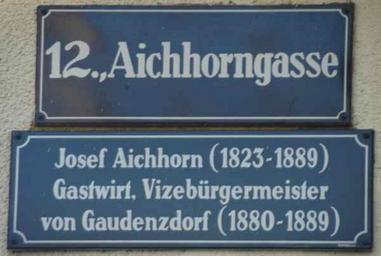 12., Aichhorngasse
Josef Aichhorn (1823-1889)
Gastwirt, Vizebürgermeister
von Gaudenzdorf (1880-1889)